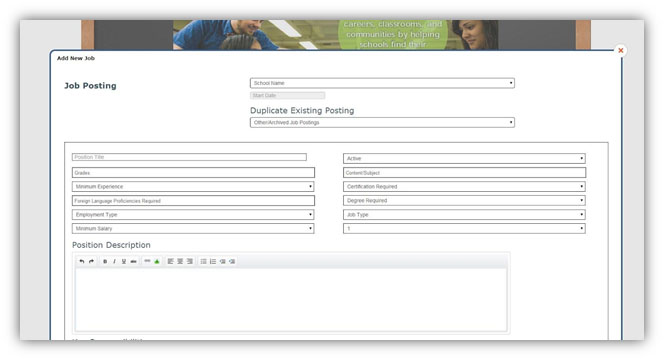 careers, classrooms, and
communities by helping
schools find their
Add New Job
Job Posting
School Name
Start Date
Duplicate Existing Posting
Other/Archived Job Postings
Position Title
Active
Grades
Content/Subject
Minimum Experience
Certification Required
Foreign Language Proficiencies Required
Degree Required
Employment Type
Job Type
Minimum Salary
1
Position Description
B I U abc